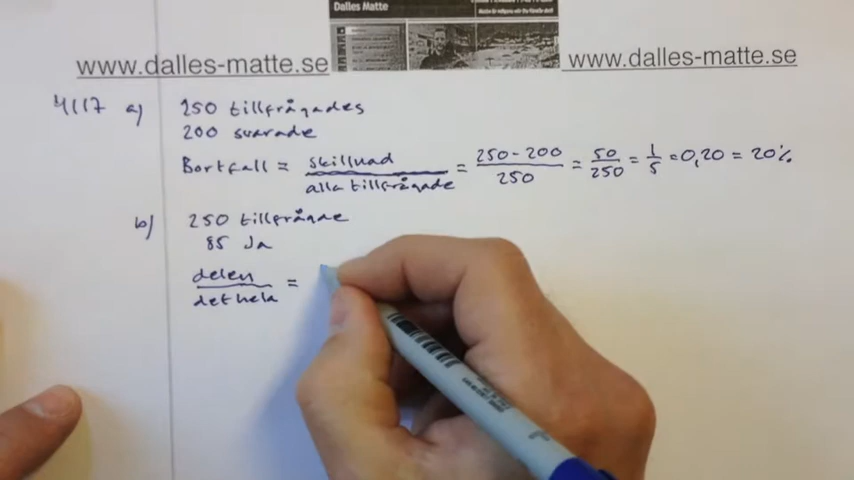 Dalles Matte
www.dalles-matte.se
www.dalles-matte.se
4117 a) 250 tillfrågades
200 svarade
Bortfall = skillnad / alla tillfrågade = 250-200 / 250 = 50 / 250 = 1 / 5 = 0,20 = 20%
b) 250 tillfrågade
85 Ja
delen / det hela =